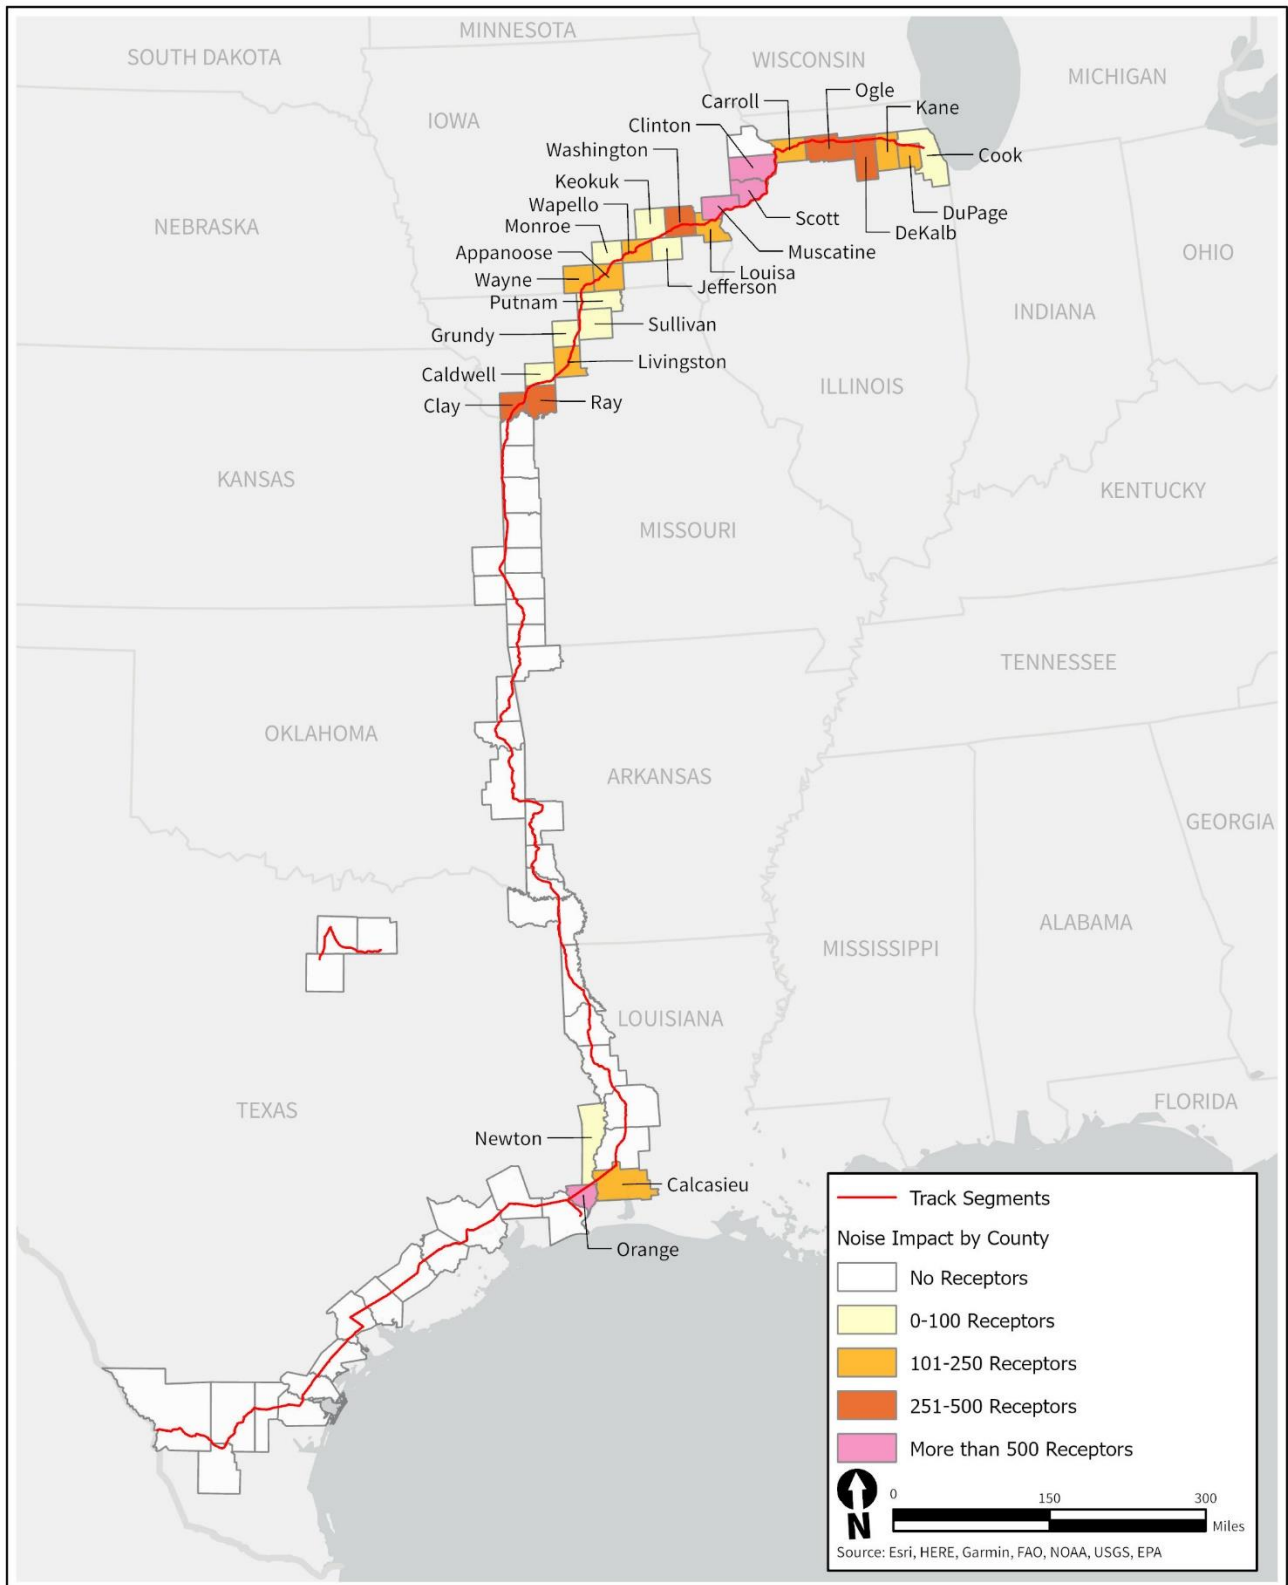 MINNESOTA
SOUTH DAKOTA
WISCONSIN
MICHIGAN
Ogle
Carroll
Kane
IOWA
Clinton
Washington
Cook
Keokuk
Wapello
DuPage
Scott
NEBRASKA
Monroe
DeKalb
Muscatine
Appanoose
OHIO
Louisa
Wayne
Jefferson
Putnam
INDIANA
Sullivan
Grundy
Livingston
Caldwell
ILLINOIS
Clay
Ray
KANSAS
KENTUCKY
MISSOURI
TENNESSEE
OKLAHOMA
ARKANSAS
GEORGIA
ALABAMA
MISSISSIPPI
LOUISIANA
TEXAS
FLORIDA
Newton
Calcasieu
Orange
Track Segments
Noise Impact by County
No Receptors
0-100 Receptors
101-250 Receptors
251-500 Receptors
More than 500 Receptors
0 150 300
Miles
N
Source: Esri, HERE, Garmin, FAO, NOAA, USGS, EPA